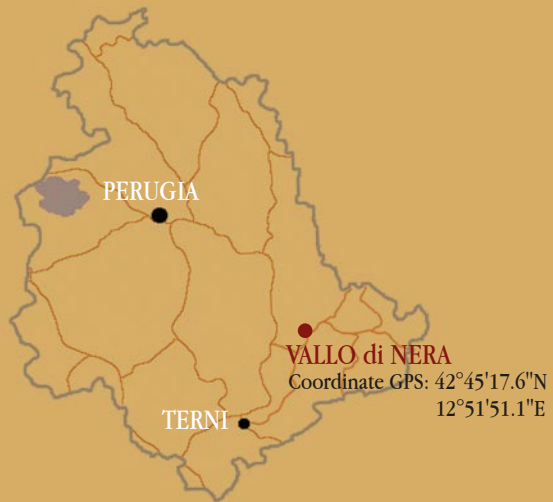 PERUGIA
VALLO di NERA
Coordinate GPS: 42°45'17.6"N
12°51'51.1"E
TERNI